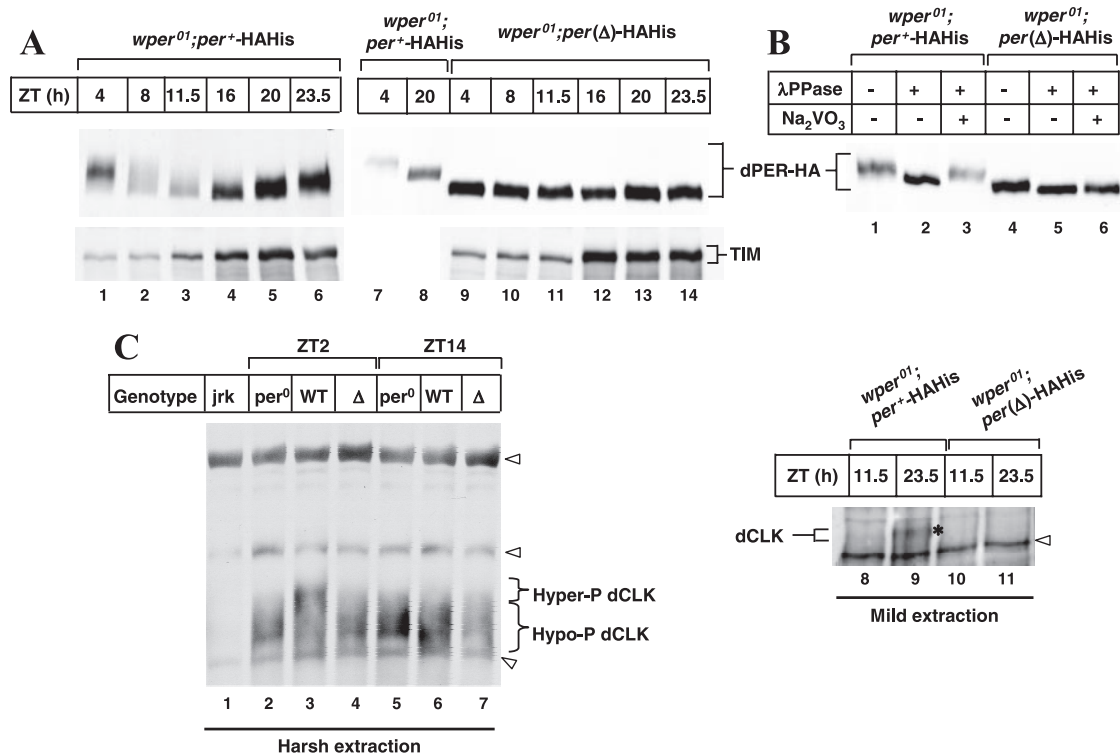 A
wper⁰¹;per⁺-HAHis
wper⁰¹;
per⁺-HAHis
wper⁰¹;per(Δ)-HAHis
ZT (h) 4 8 11.5 16 20 23.5 4 20 4 8 11.5 16 20 23.5
dPER-HA
TIM
1 2 3 4 5 6 7 8 9 10 11 12 13 14
B
wper⁰¹;
per⁺-HAHis
wper⁰¹;
per(Δ)-HAHis
λPPase - + + - + +
Na₂VO₃ - - + - - +
1 2 3 4 5 6
C
ZT2 ZT14
Genotype jrk per⁰ WT Δ per⁰ WT Δ
Hyper-P dCLK
Hypo-P dCLK
1 2 3 4 5 6 7
Harsh extraction
wper⁰¹;
per⁺-HAHis
wper⁰¹;
per(Δ)-HAHis
ZT (h) 11.5 23.5 11.5 23.5
dCLK
*
8 9 10 11
Mild extraction